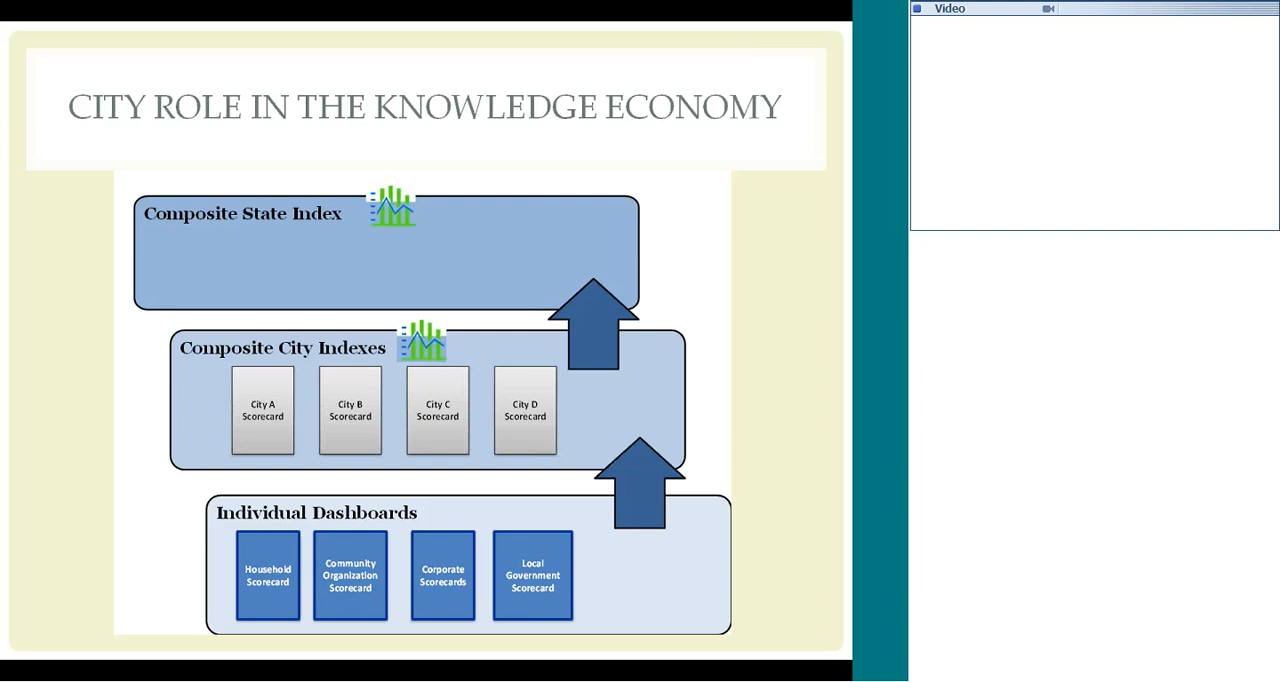 Video
CITY ROLE IN THE KNOWLEDGE ECONOMY
Composite State Index
Composite City Indexes
City A
Scorecard
City B
Scorecard
City C
Scorecard
City D
Scorecard
Individual Dashboards
Household
Scorecard
Community
Organization
Scorecard
Corporate
Scorecards
Local
Government
Scorecard